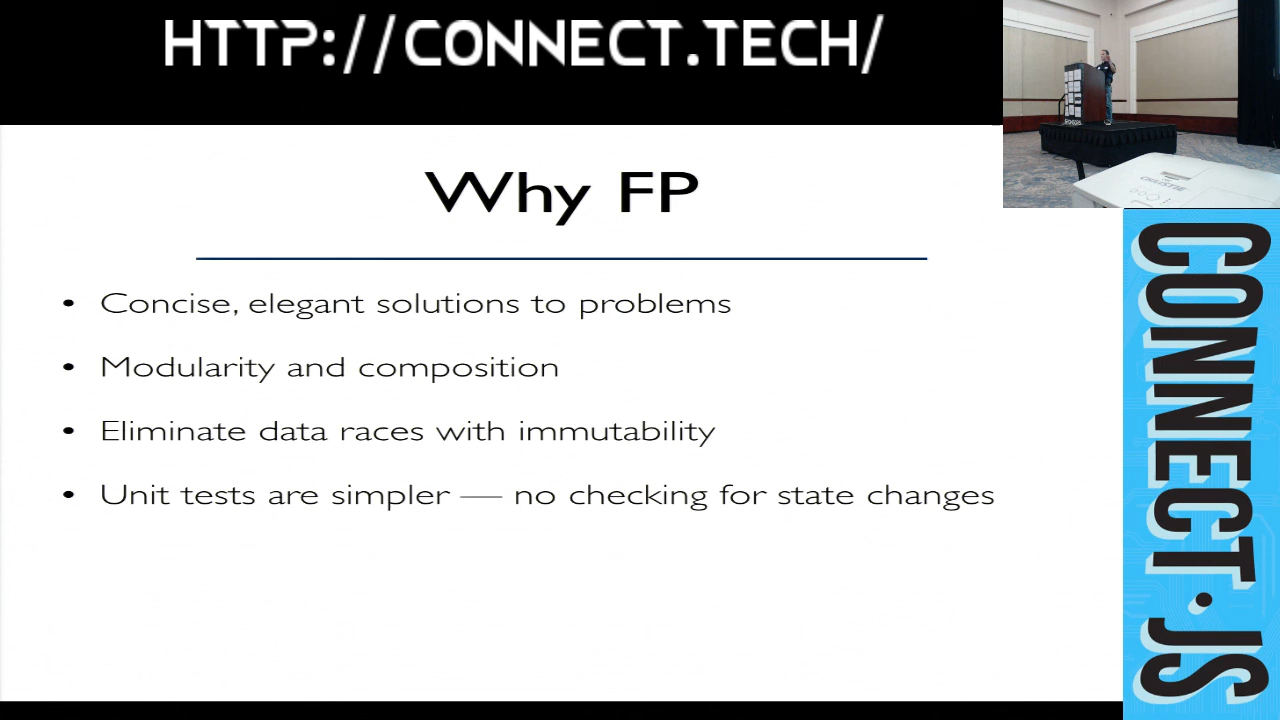 HTTP://CONNECT.TECH/
Why FP
• Concise, elegant solutions to problems
• Modularity and composition
• Eliminate data races with immutability
• Unit tests are simpler — no checking for state changes
CHRISTIE
CONNECT.JS